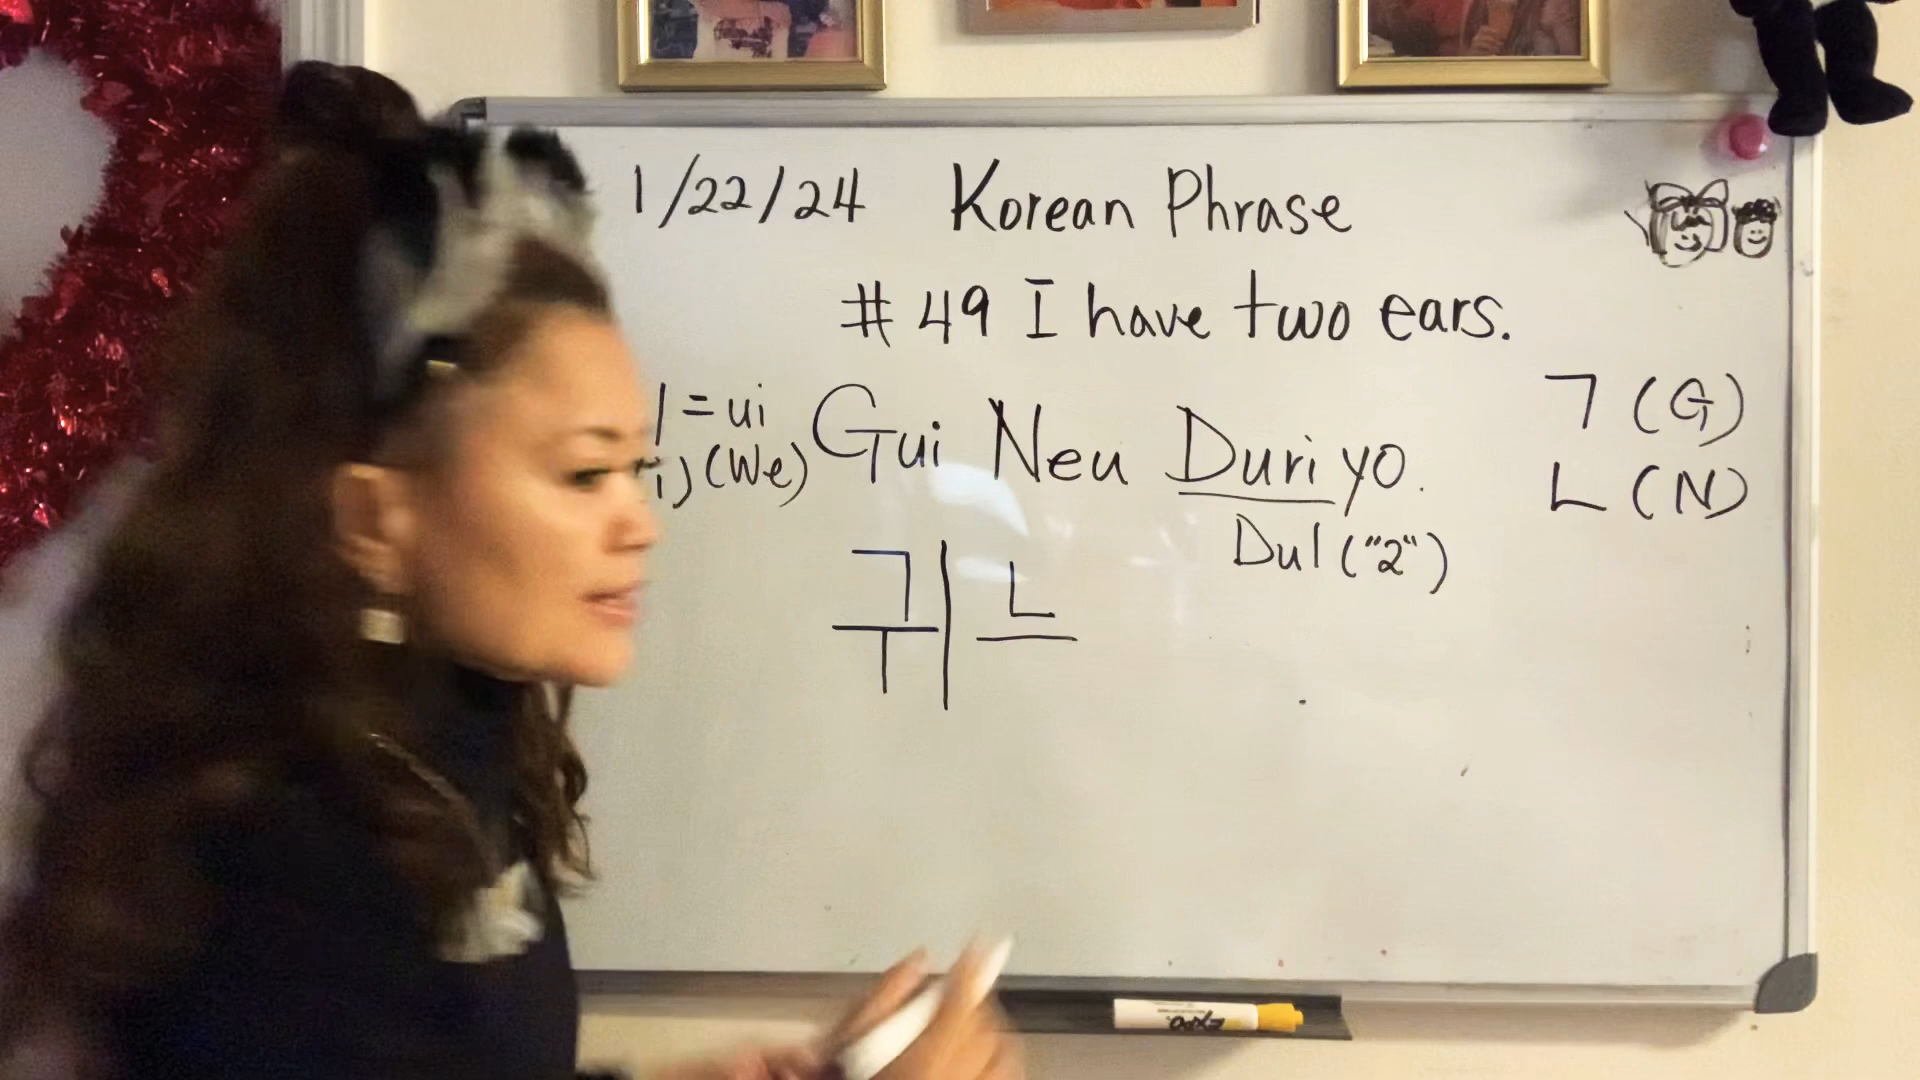 1/22/24 Korean Phrase
# 49 I have two ears.
ㅣ = ui
i) (We)
Gui Neu Duri yo.
Dul ("2")
ㄱ (G)
ㄴ (N)
귀 느
EXPO